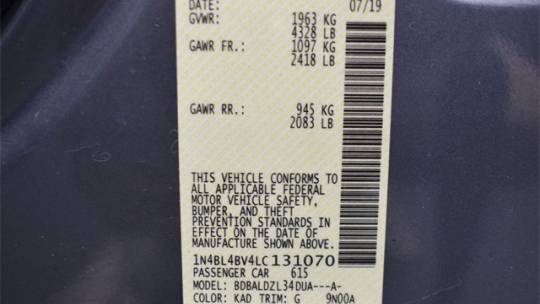 DATE: 07/19
GVWR: 1963 KG
4328 LB
GAWR FR.: 1097 KG
2418 LB
GAWR RR.: 945 KG
2083 LB
THIS VEHICLE CONFORMS TO
ALL APPLICABLE FEDERAL
MOTOR VEHICLE SAFETY,
BUMPER, AND THEFT
PREVENTION STANDARDS IN
EFFECT ON THE DATE OF
MANUFACTURE SHOWN ABOVE.
1N4BL4BV4LC131070
PASSENGER CAR 615
MODEL: BDBALDZL34DUA---A-
COLOR: KAD TRIM: G 9N00A